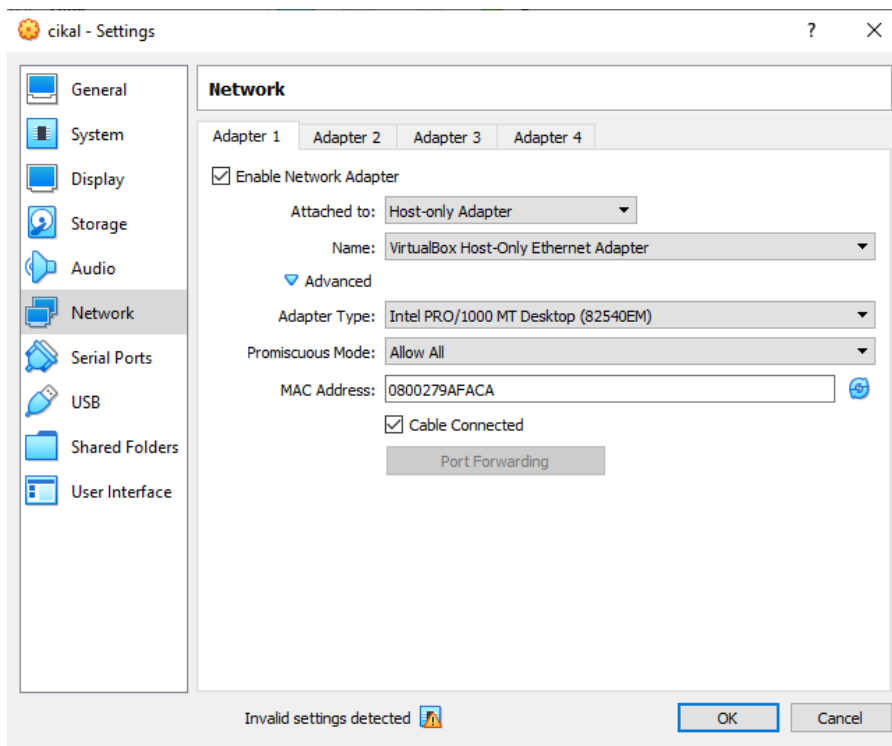 cikal - Settings ?
General
System
Display
Storage
Audio
Network
Serial Ports
USB
Shared Folders
User Interface
Network
Adapter 1 Adapter 2 Adapter 3 Adapter 4
Enable Network Adapter
Attached to: Host-only Adapter
Name: VirtualBox Host-Only Ethernet Adapter
Advanced
Adapter Type: Intel PRO/1000 MT Desktop (82540EM)
Promiscuous Mode: Allow All
MAC Address: 0800279AFACA
Cable Connected
Port Forwarding
Invalid settings detected OK Cancel